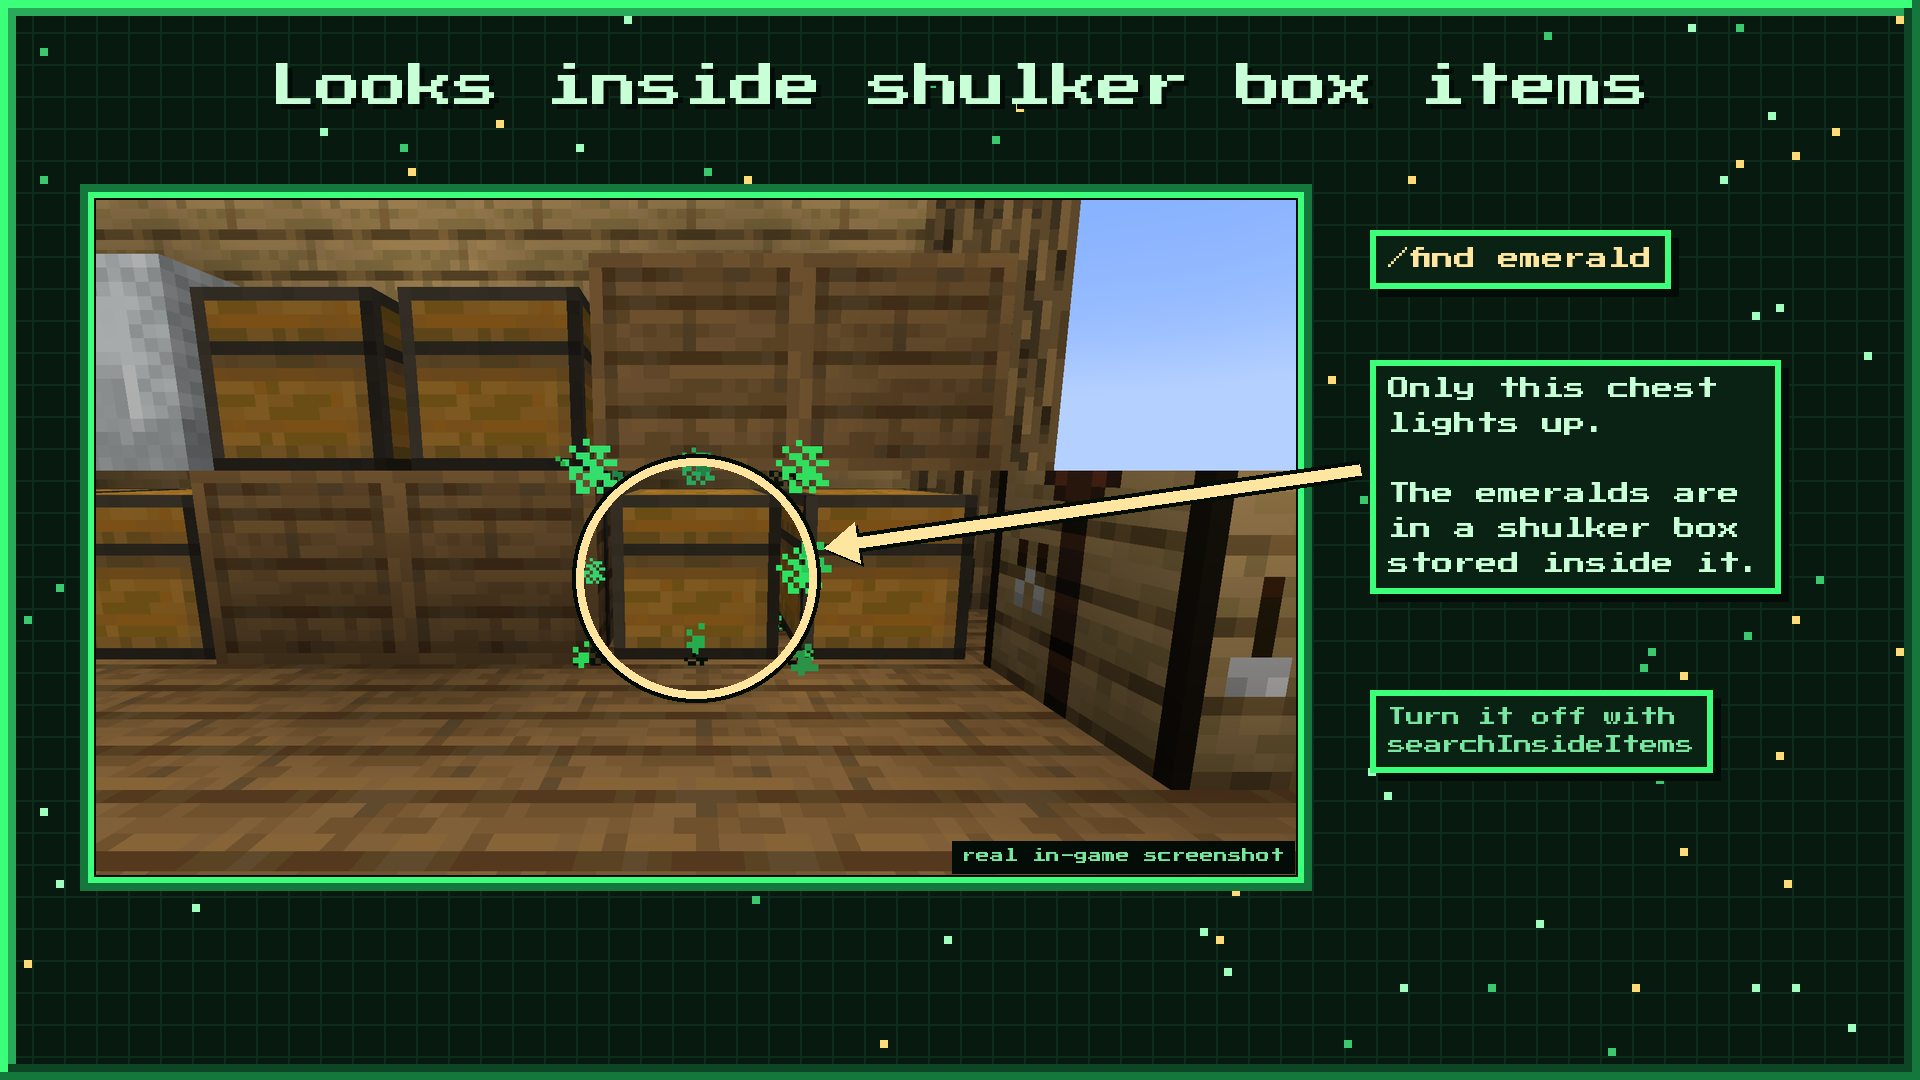 Looks inside shulker box items
/find emerald
Only this chest
lights up.
The emeralds are
in a shulker box
stored inside it.
Turn it off with
searchInsideItems
real in-game screenshot